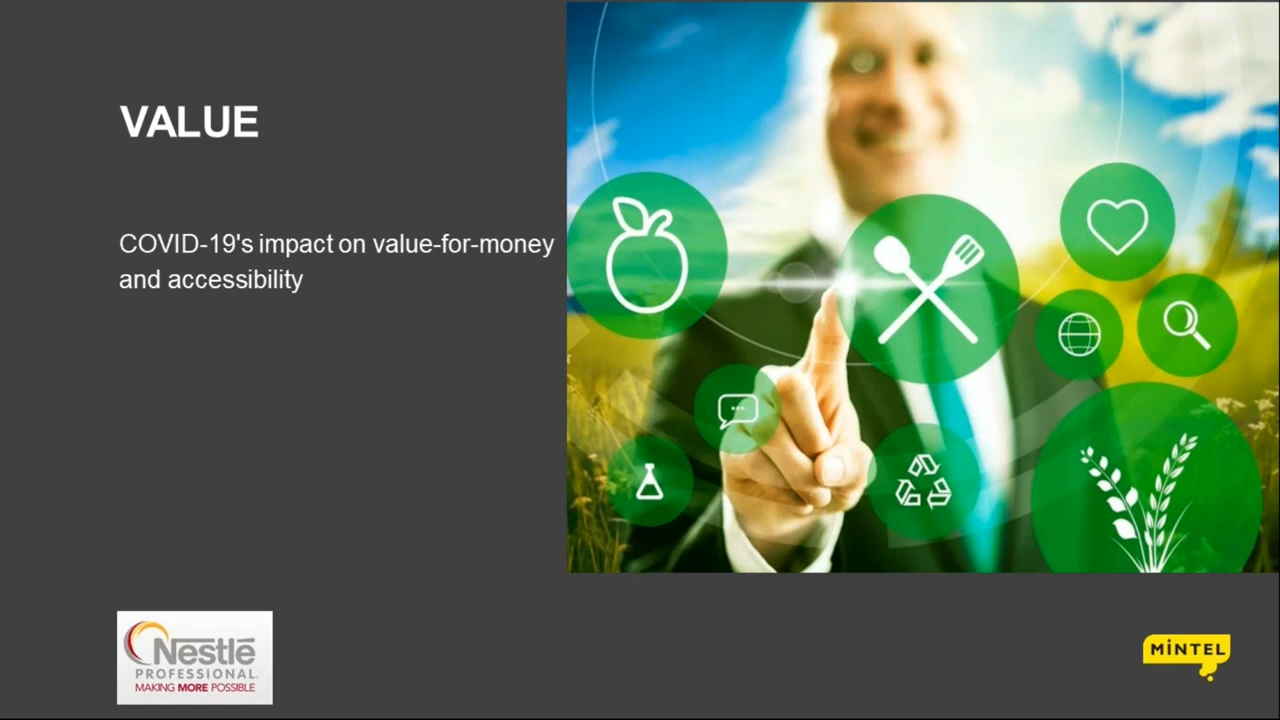 VALUE
COVID-19's impact on value-for-money
and accessibility
Nestlé
PROFESSIONAL.
MAKING MORE POSSIBLE
MiNTEL